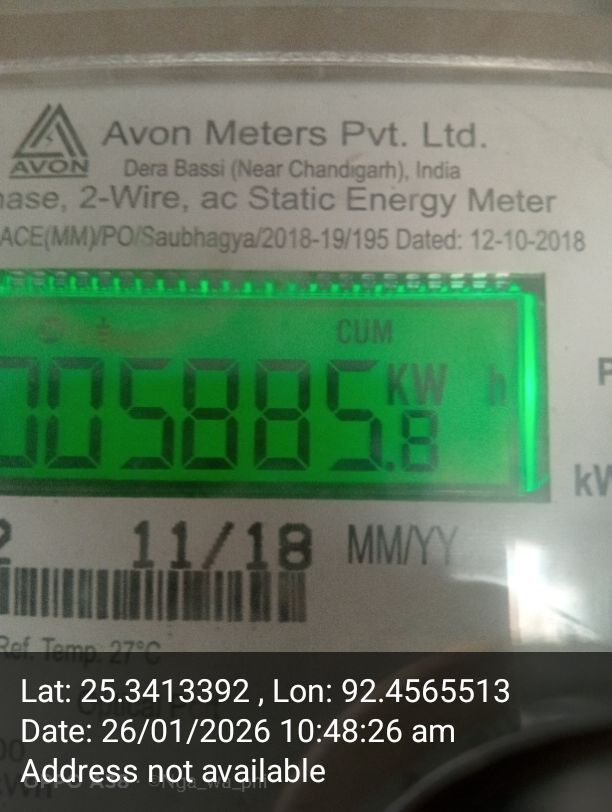 AVON
Avon Meters Pvt. Ltd.
Dera Bassi (Near Chandigarh), India
hase, 2-Wire, ac Static Energy Meter
ACE(MM)/PO/Saubhagya/2018-19/195 Dated: 12-10-2018
CUM
005885.8 KW h
P
kW
2 11/18 MM/YY
Ref. Temp. 27°C
Lat: 25.3413392 , Lon: 92.4565513
Date: 26/01/2026 10:48:26 am
Address not available